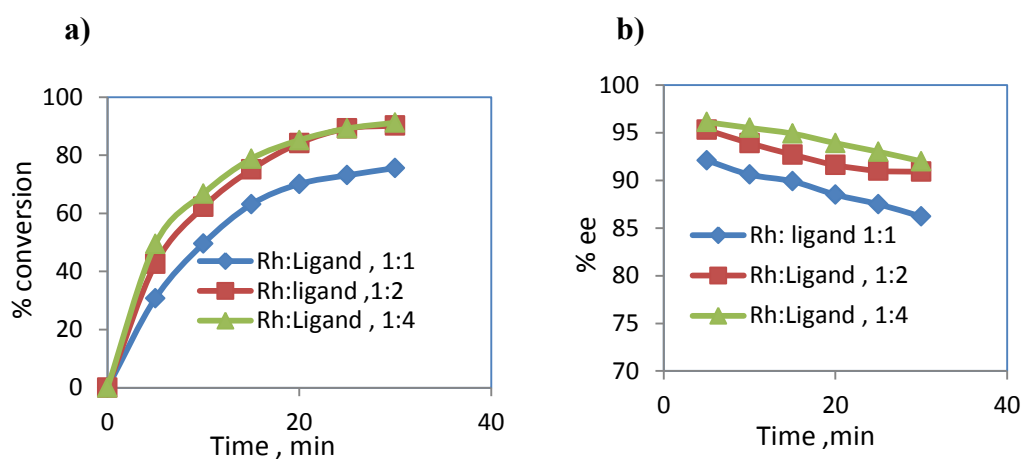 a)
100
80
60
40
20
0
% conversion
Rh:Ligand , 1:1
Rh:ligand ,1:2
Rh:Ligand , 1:4
0 20 40
Time , min
b)
100
95
90
85
80
75
70
% ee
Rh: ligand 1:1
Rh:Ligand , 1:2
Rh:Ligand , 1:4
0 20 40
Time ,min